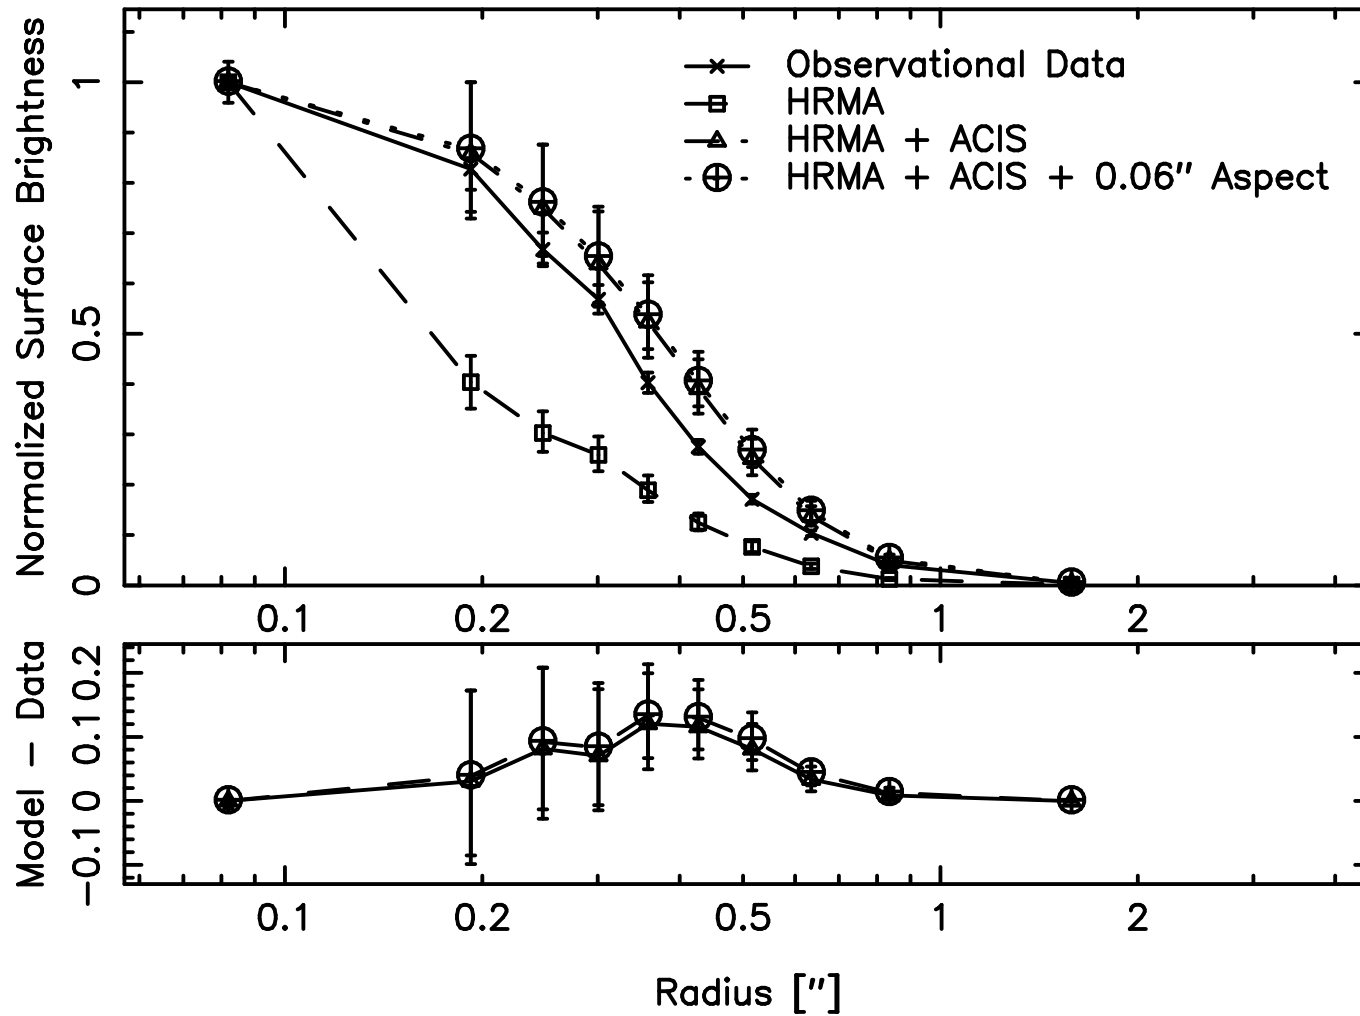 Normalized Surface Brightness
1
0.5
0
Observational Data
HRMA
HRMA + ACIS
HRMA + ACIS + 0.06″ Aspect
0.1 0.2 0.5 1 2
Model − Data
0.2
0.1
0
−0.1
0.1 0.2 0.5 1 2
Radius [″]